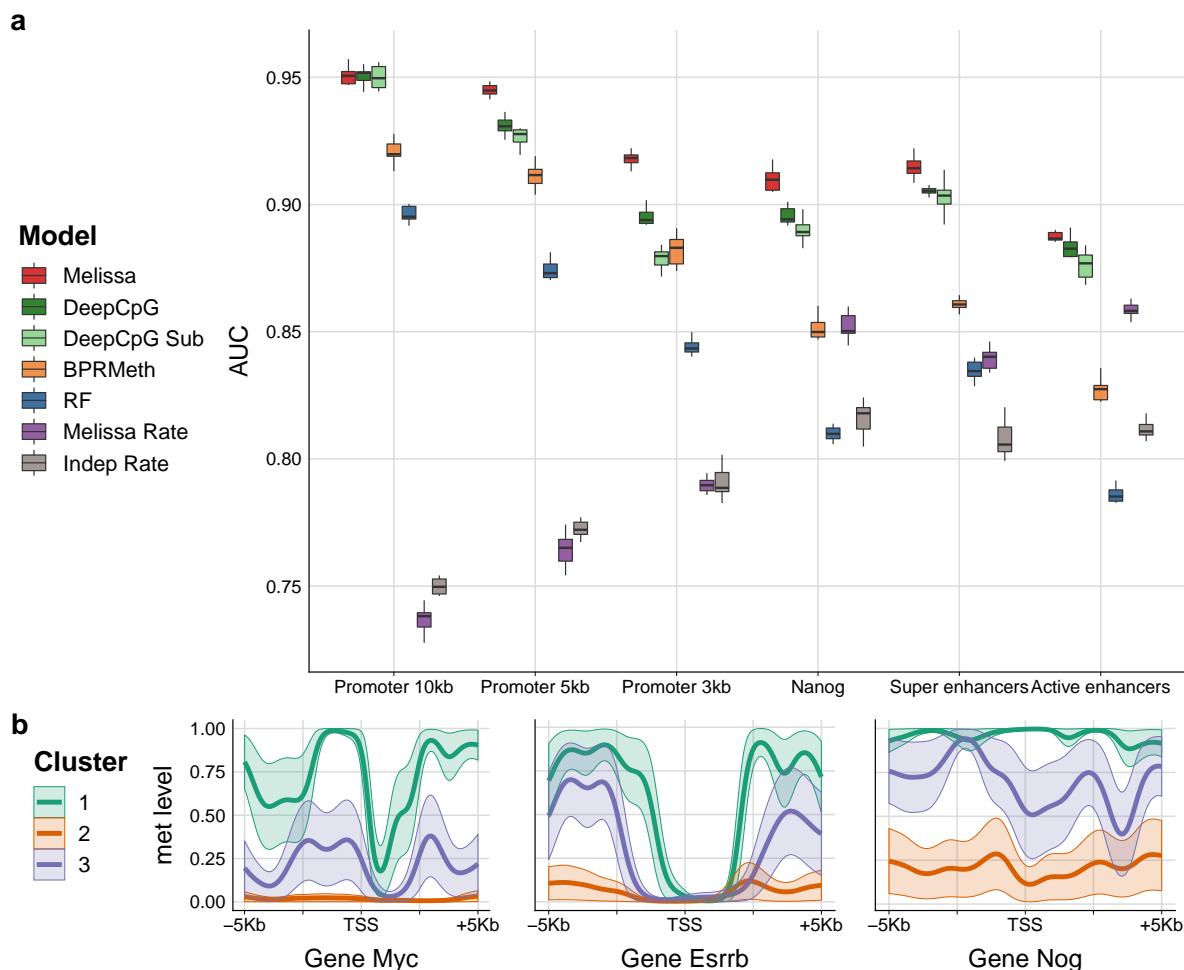 a
0.95
0.90
0.85
0.80
0.75
AUC
Model
Melissa
DeepCpG
DeepCpG Sub
BPRMeth
RF
Melissa Rate
Indep Rate
Promoter 10kb Promoter 5kb Promoter 3kb Nanog Super enhancers Active enhancers
b
Cluster
1
2
3
met level
1.00
0.75
0.50
0.25
0.00
−5Kb TSS +5Kb −5Kb TSS +5Kb −5Kb TSS +5Kb
Gene Myc Gene Esrrb Gene Nog